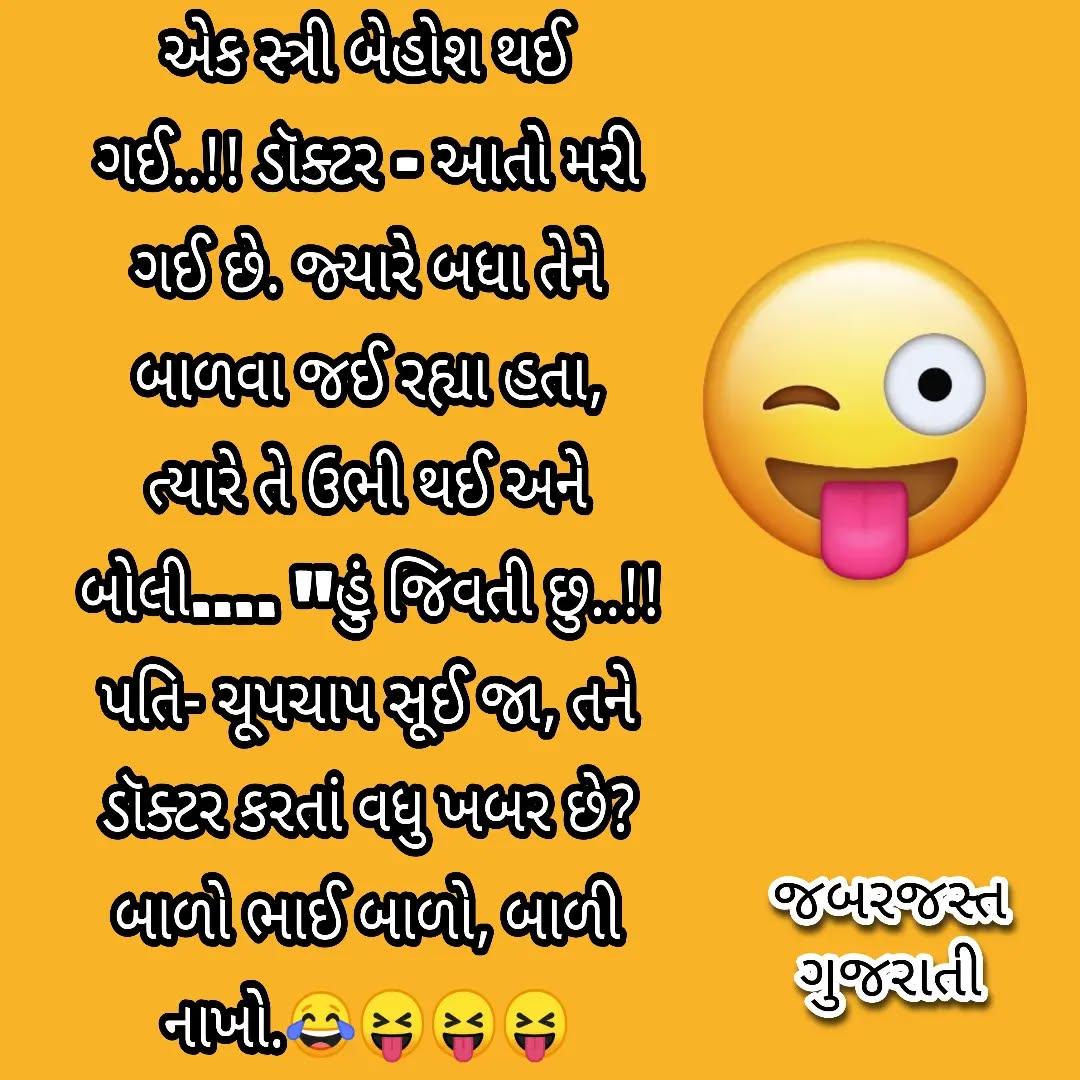 એક સ્ત્રી બેહોશ થઈ
ગઈ..!! ડૉક્ટર - આતો મરી
ગઈ છે. જ્યારે બધા તેને
બાળવા જઈ રહ્યા હતા,
ત્યારે તે ઉભી થઈ અને
બોલી.... "હું જિવતી છુ..!!
પતિ- ચૂપચાપ સૂઈ જા, તને
ડૉક્ટર કરતાં વધુ ખબર છે?
બાળો ભાઈ બાળો, બાળી
નાખો.😂😝😝😝
જબરજસ્ત
ગુજરાતી